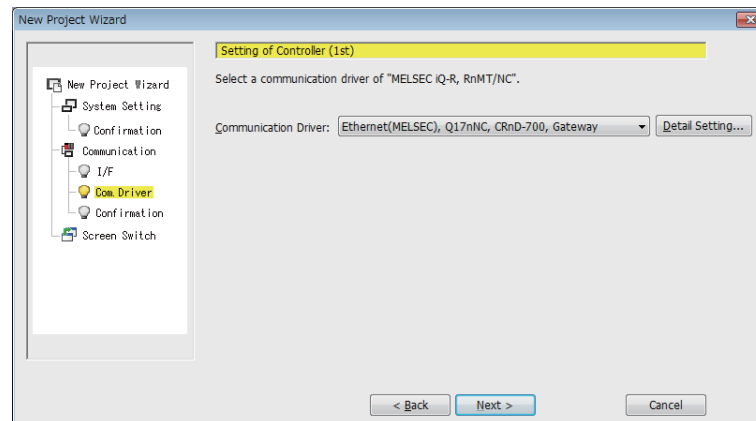 New Project Wizard
New Project Wizard
System Setting
Confirmation
Communication
I/F
Com. Driver
Confirmation
Screen Switch
Setting of Controller (1st)
Select a communication driver of "MELSEC iQ-R, RnMT/NC".
Communication Driver: Ethernet(MELSEC), Q17nNC, CRnD-700, Gateway Detail Setting...
< Back Next > Cancel